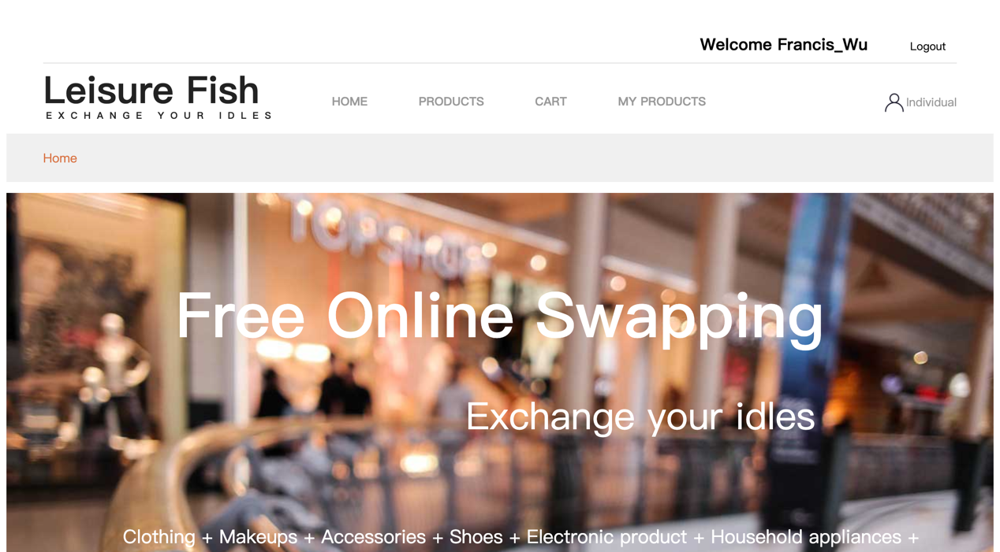 Welcome Francis_Wu Logout
Leisure Fish
EXCHANGE YOUR IDLES
HOME PRODUCTS CART MY PRODUCTS Individual
Home
TOPSHOP
Free Online Swapping
Exchange your idles
Clothing + Makeups + Accessories + Shoes + Electronic product + Household appliances +